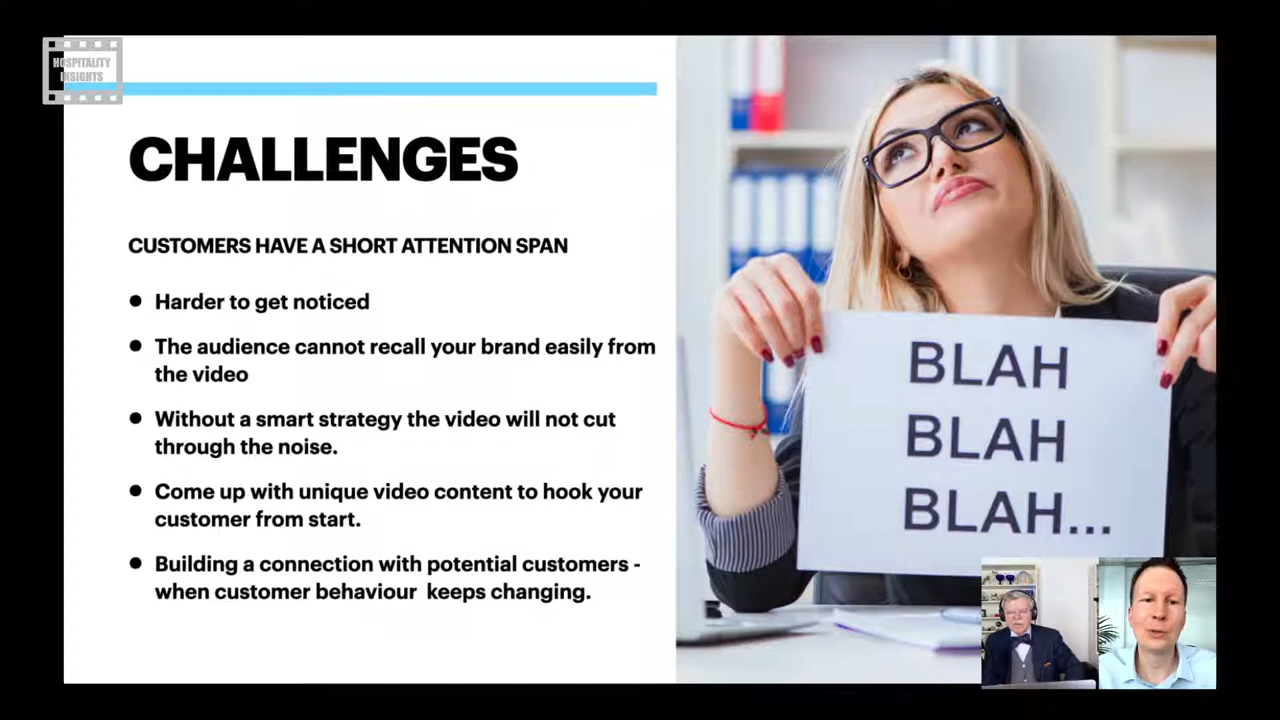 HOSPITALITY
INSIGHTS
CHALLENGES
CUSTOMERS HAVE A SHORT ATTENTION SPAN
● Harder to get noticed
● The audience cannot recall your brand easily from
the video
● Without a smart strategy the video will not cut
through the noise.
● Come up with unique video content to hook your
customer from start.
● Building a connection with potential customers -
when customer behaviour keeps changing.
BLAH
BLAH
BLAH...